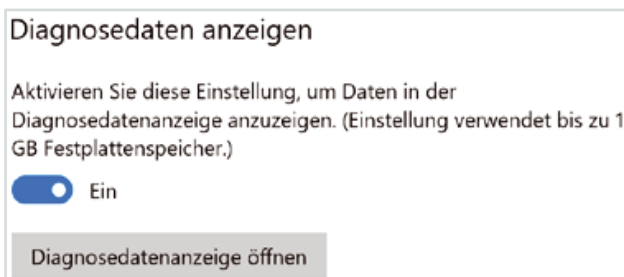 Diagnosedaten anzeigen
Aktivieren Sie diese Einstellung, um Daten in der
Diagnosedatenanzeige anzuzeigen. (Einstellung verwendet bis zu 1
GB Festplattenspeicher.)
Ein
Diagnosedatenanzeige öffnen